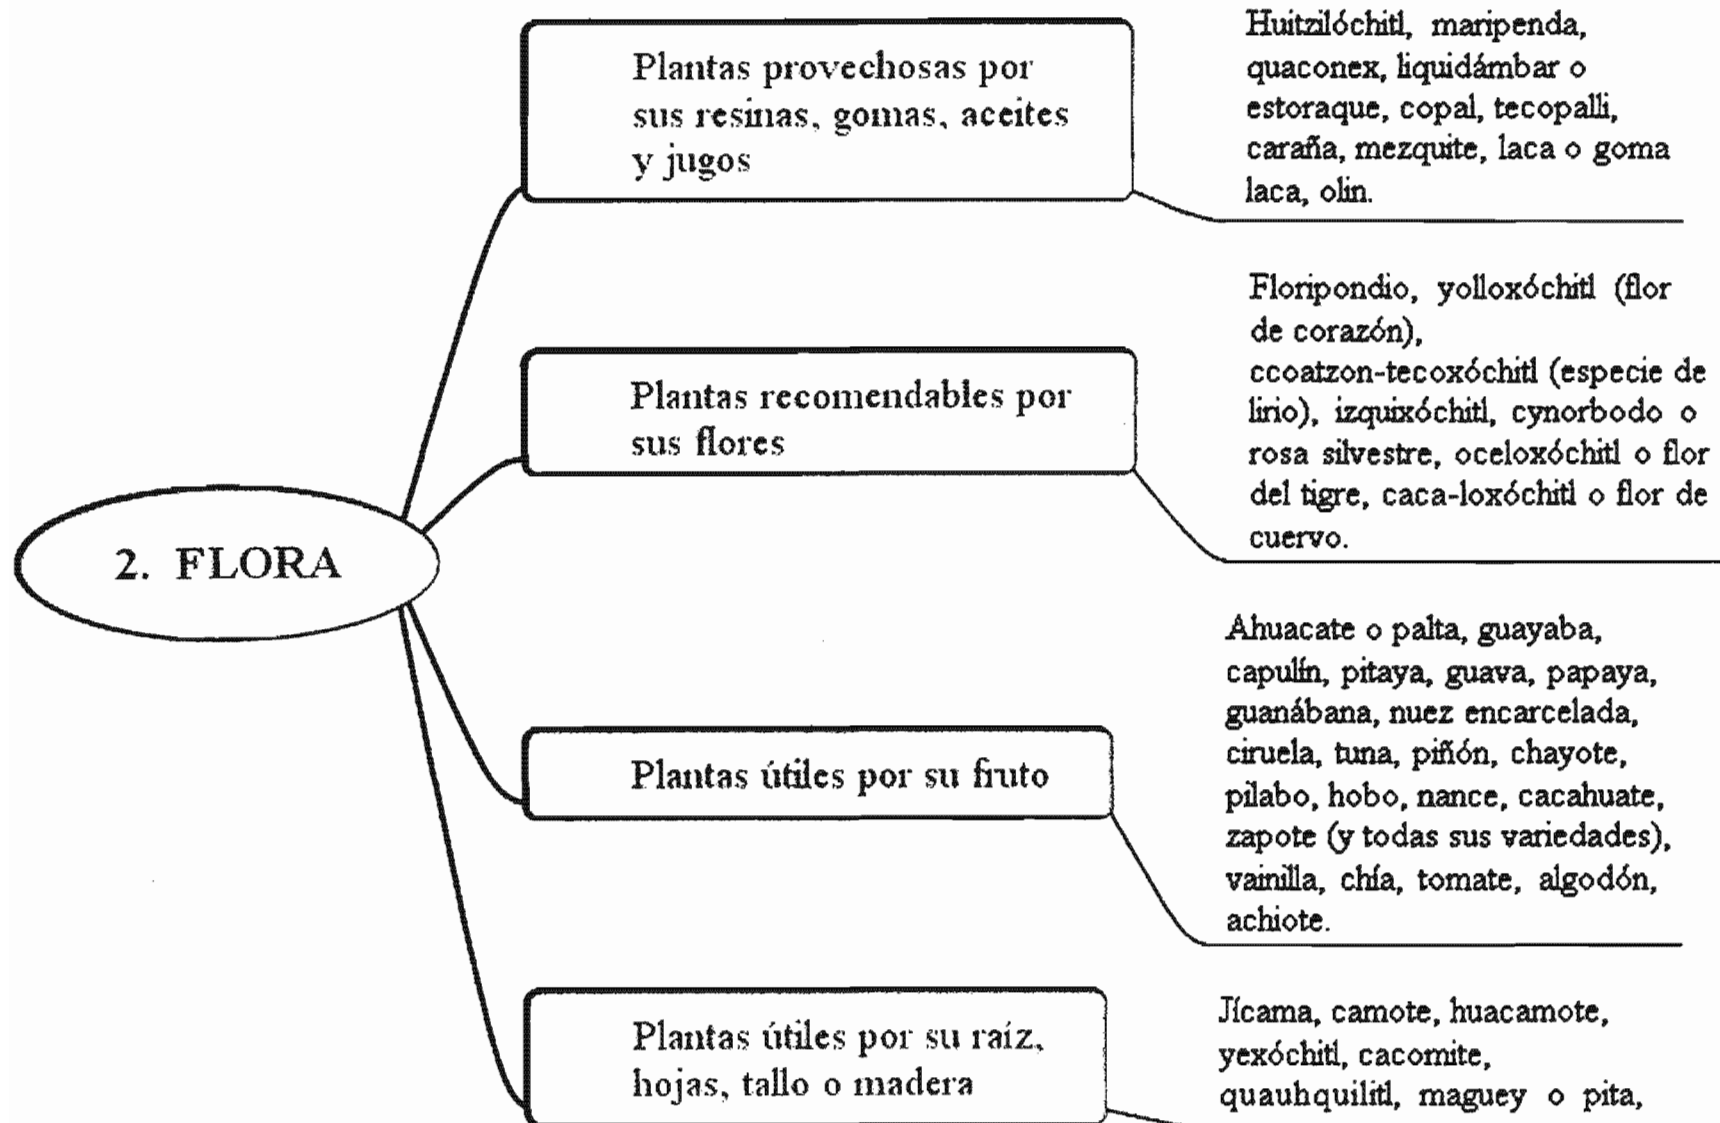 2. FLORA
Plantas provechosas por
sus resinas, gomas, aceites
y jugos
Huitzilóchitl, maripenda,
quaconex, liquidámbar o
estoraque, copal, tecopalli,
caraña, mezquite, laca o goma
laca, olin.
Plantas recomendables por
sus flores
Floripondio, yolloxóchitl (flor
de corazón),
ccoatzon-tecoxóchitl (especie de
lirio), izquixóchitl, cynorbodo o
rosa silvestre, oceloxóchitl o flor
del tigre, caca-loxóchitl o flor de
cuervo.
Plantas útiles por su fruto
Ahuacate o palta, guayaba,
capulín, pitaya, guava, papaya,
guanábana, nuez encarcelada,
ciruela, tuna, piñón, chayote,
pilabo, hobo, nance, cacahuate,
zapote (y todas sus variedades),
vainilla, chía, tomate, algodón,
achiote.
Plantas útiles por su raíz,
hojas, tallo o madera
Jícama, camote, huacamote,
yexóchitl, cacomite,
quauhquilitl, maguey o pita,